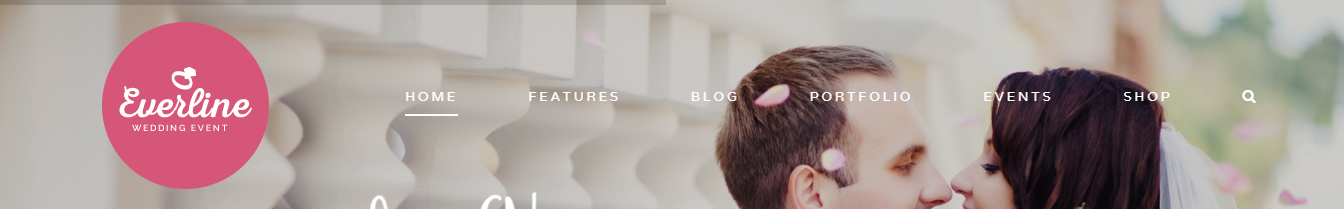 Everline
WEDDING EVENT
HOME FEATURES BLOG PORTFOLIO EVENTS SHOP